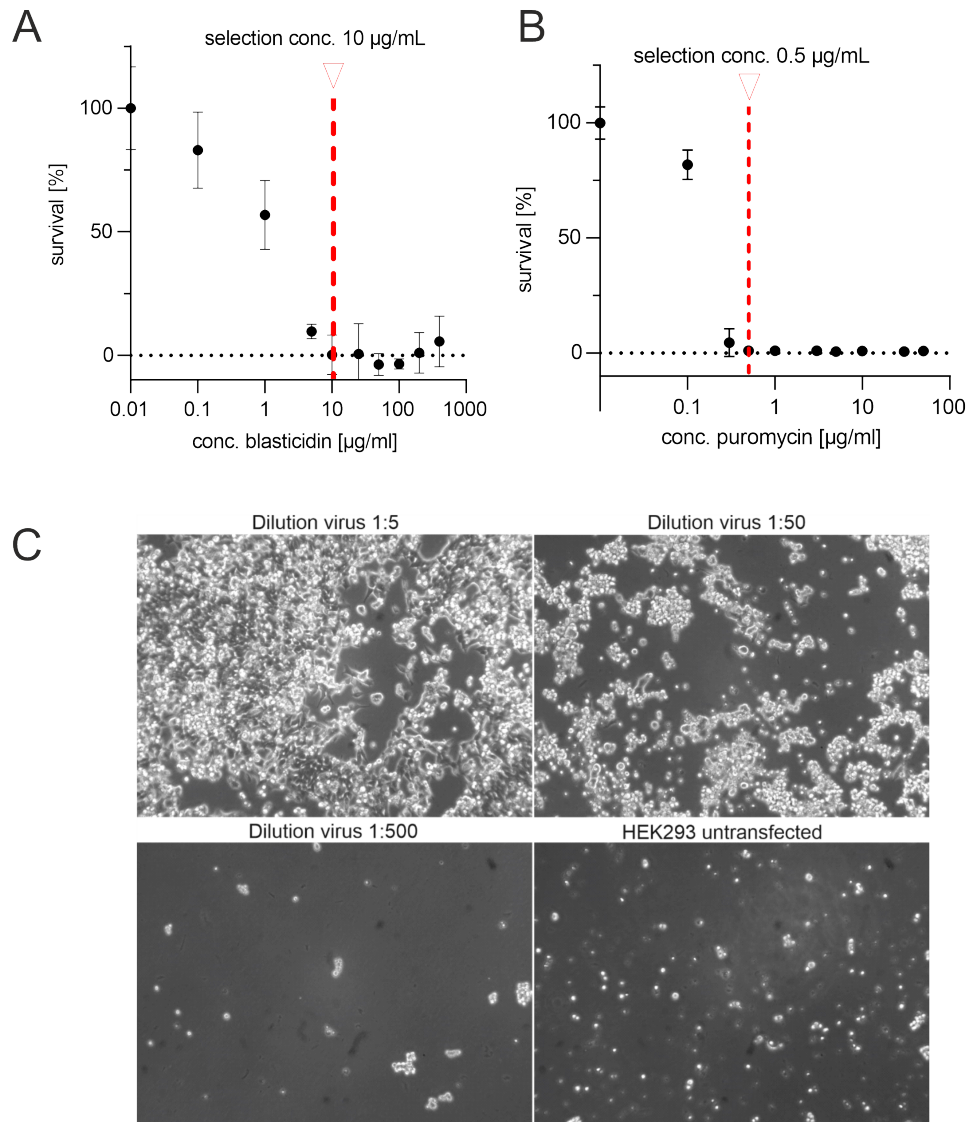 A
selection conc. 10 µg/mL
survival [%]
100
50
0
0.01 0.1 1 10 100 1000
conc. blasticidin [µg/ml]
B
selection conc. 0.5 µg/mL
survival [%]
100
50
0
0.1 1 10 100
conc. puromycin [µg/ml]
C
Dilution virus 1:5
Dilution virus 1:50
Dilution virus 1:500
HEK293 untransfected